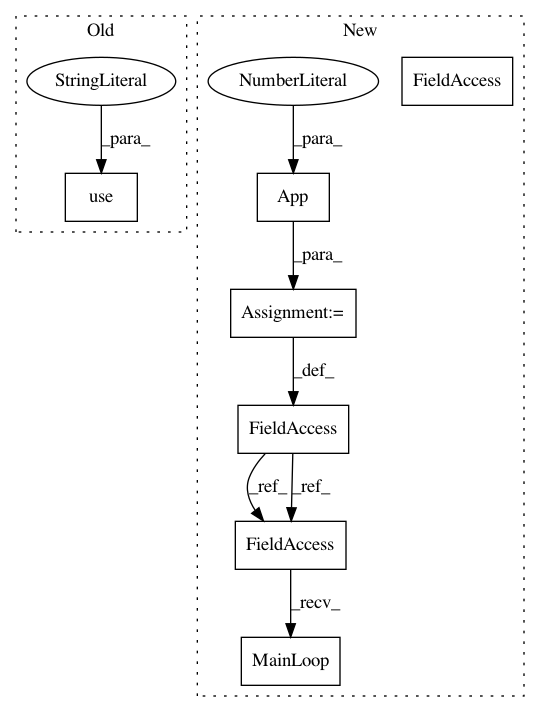 Old
New
StringLiteral
NumberLiteral
FieldAccess
_para_
_para_
use
App
_para_
Assignment:=
_def_
FieldAccess
_ref_
_ref_
FieldAccess
_recv_
MainLoop